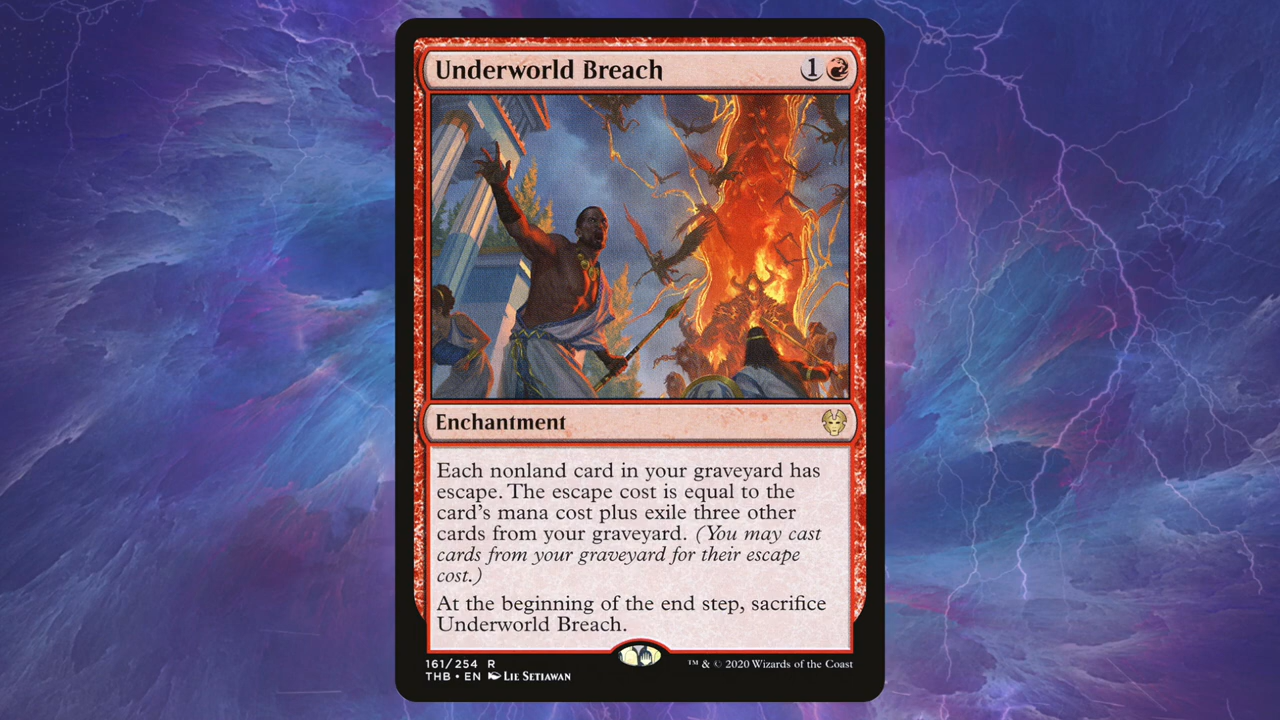 Underworld Breach 1
Enchantment
Each nonland card in your graveyard has
escape. The escape cost is equal to the
card's mana cost plus exile three other
cards from your graveyard. (You may cast
cards from your graveyard for their escape
cost.)
At the beginning of the end step, sacrifice
Underworld Breach.
161/254 R
THB • EN Lie Setiawan
™ & © 2020 Wizards of the Coast